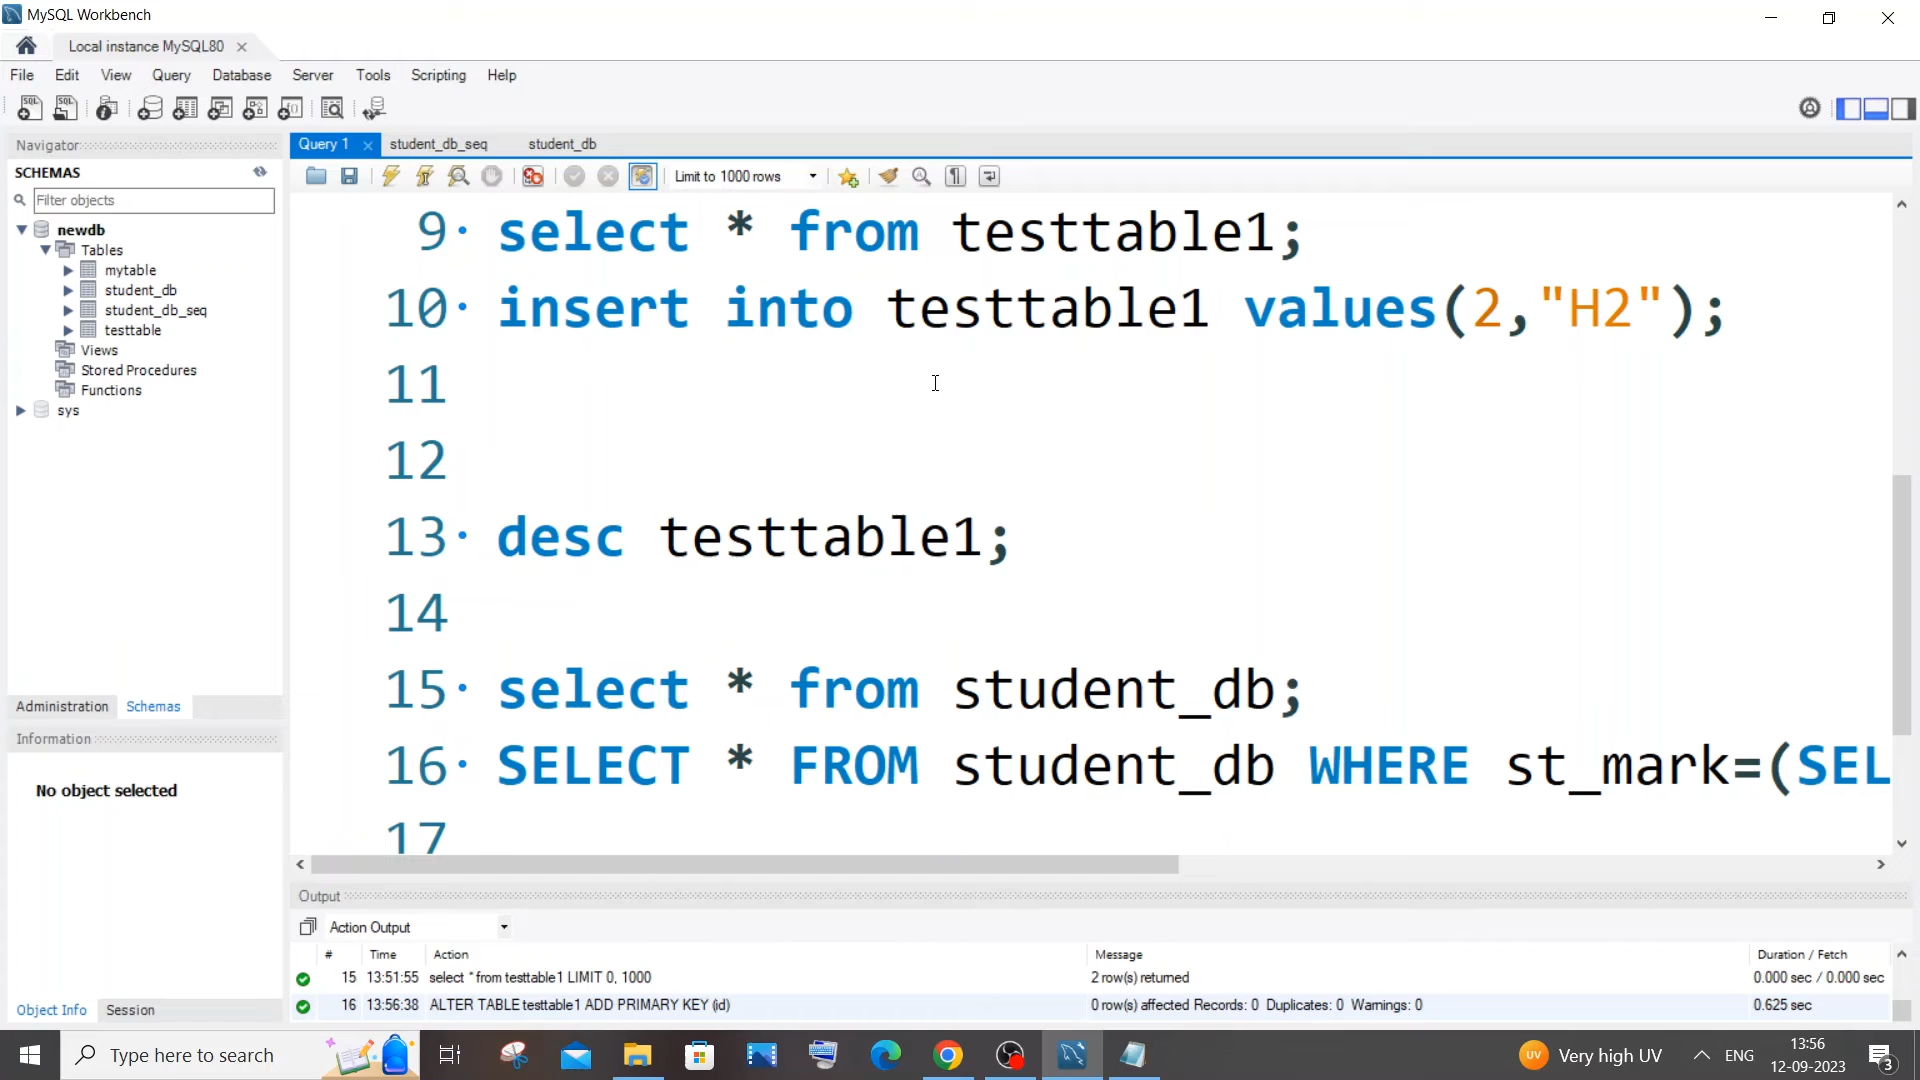 MySQL Workbench
Local instance MySQL80
File Edit View Query Database Server Tools Scripting Help
Navigator
SCHEMAS
Filter objects
newdb
Tables
mytable
student_db
student_db_seq
testtable
Views
Stored Procedures
Functions
sys
Administration Schemas
Information
No object selected
Object Info Session
Query 1 student_db_seq student_db
Limit to 1000 rows
9 select * from testtable1;
10 insert into testtable1 values(2,"H2");
11
12
13 desc testtable1;
14
15 select * from student_db;
16 SELECT * FROM student_db WHERE st_mark=(SEL
17
Output
Action Output
# Time Action Message Duration / Fetch
15 13:51:55 select * from testtable1 LIMIT 0, 1000 2 row(s) returned 0.000 sec / 0.000 sec
16 13:56:38 ALTER TABLE testtable1 ADD PRIMARY KEY (id) 0 row(s) affected Records: 0 Duplicates: 0 Warnings: 0 0.625 sec
Type here to search
UV Very high UV
ENG
13:56
12-09-2023
3